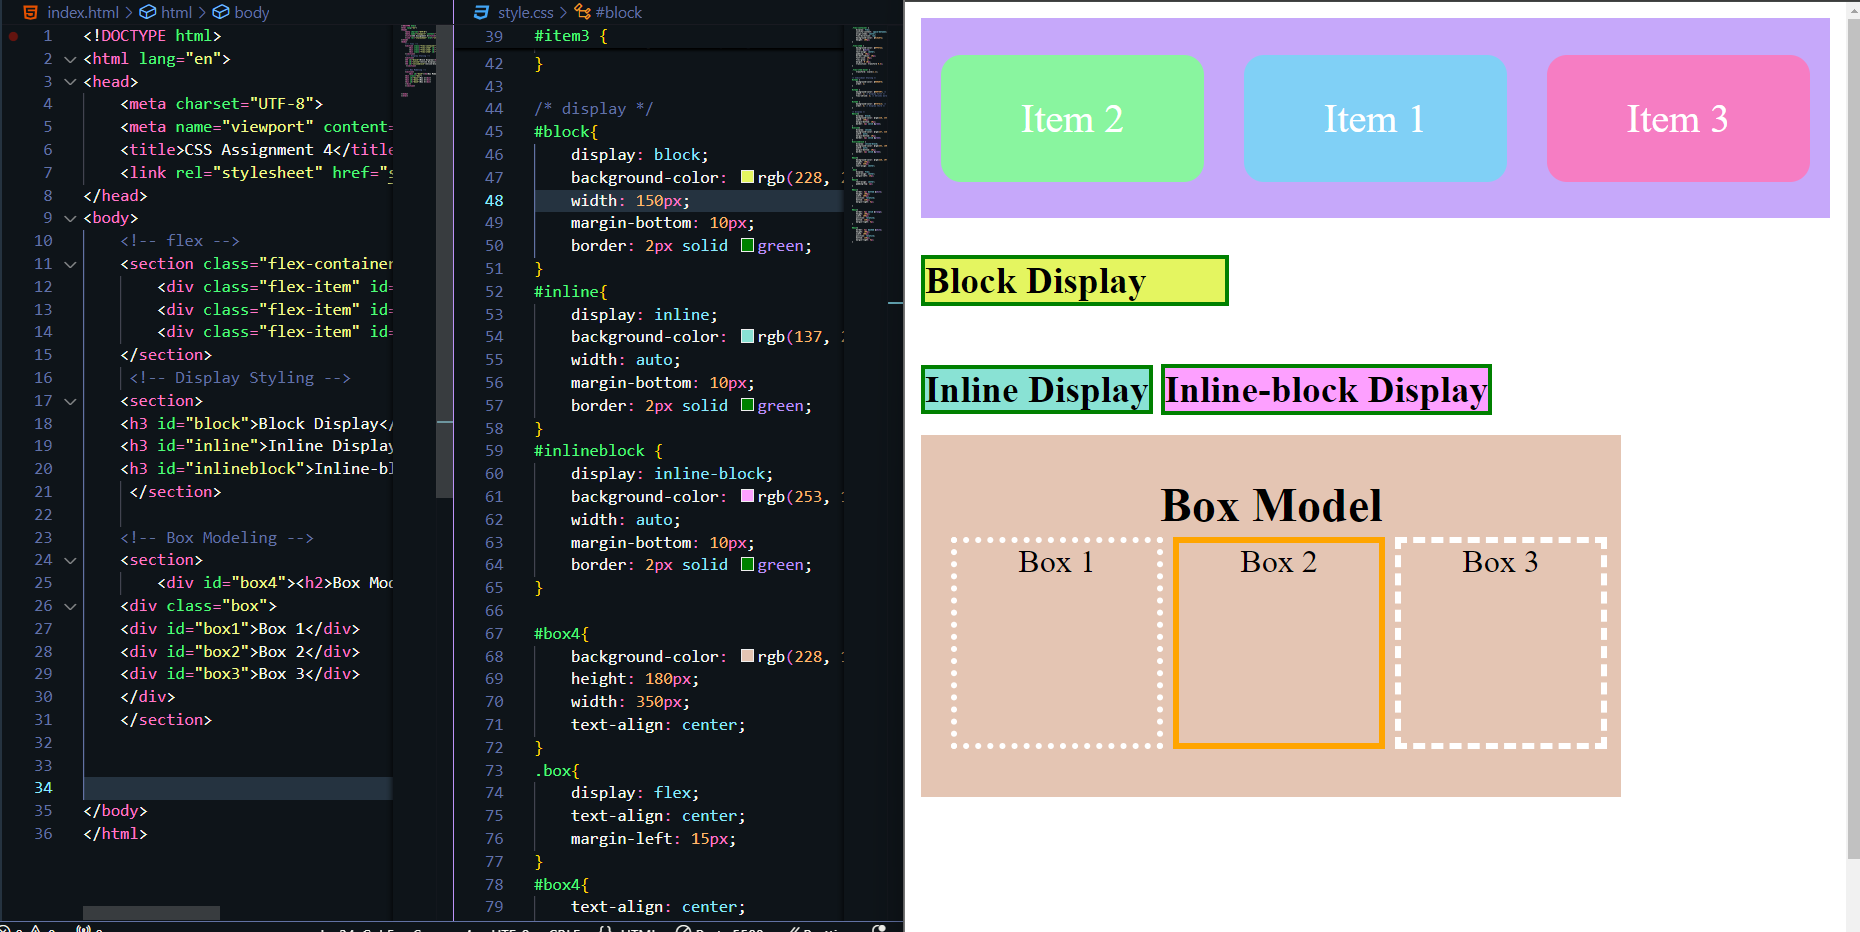 index.html > html > body
1 <!DOCTYPE html>
2 <html lang="en">
3 <head>
4 <meta charset="UTF-8">
5 <meta name="viewport" content=
6 <title>CSS Assignment 4</title
7 <link rel="stylesheet" href="s
8 </head>
9 <body>
10 <!-- flex -->
11 <section class="flex-container
12 <div class="flex-item" id=
13 <div class="flex-item" id=
14 <div class="flex-item" id=
15 </section>
16 <!-- Display Styling -->
17 <section>
18 <h3 id="block">Block Display</
19 <h3 id="inline">Inline Display
20 <h3 id="inlineblock">Inline-bl
21 </section>
22
23 <!-- Box Modeling -->
24 <section>
25 <div id="box4"><h2>Box Mod
26 <div class="box">
27 <div id="box1">Box 1</div>
28 <div id="box2">Box 2</div>
29 <div id="box3">Box 3</div>
30 </div>
31 </section>
32
33
34
35 </body>
36 </html>
style.css > #block
39 #item3 {
42 }
43
44 /* display */
45 #block{
46 display: block;
47 background-color: rgb(228, 2
48 width: 150px;
49 margin-bottom: 10px;
50 border: 2px solid green;
51 }
52 #inline{
53 display: inline;
54 background-color: rgb(137, 2
55 width: auto;
56 margin-bottom: 10px;
57 border: 2px solid green;
58 }
59 #inlineblock {
60 display: inline-block;
61 background-color: rgb(253, 1
62 width: auto;
63 margin-bottom: 10px;
64 border: 2px solid green;
65 }
66
67 #box4{
68 background-color: rgb(228, 1
69 height: 180px;
70 width: 350px;
71 text-align: center;
72 }
73 .box{
74 display: flex;
75 text-align: center;
76 margin-left: 15px;
77 }
78 #box4{
79 text-align: center;
Item 2 Item 1 Item 3
Block Display
Inline Display Inline-block Display
Box Model
Box 1 Box 2 Box 3